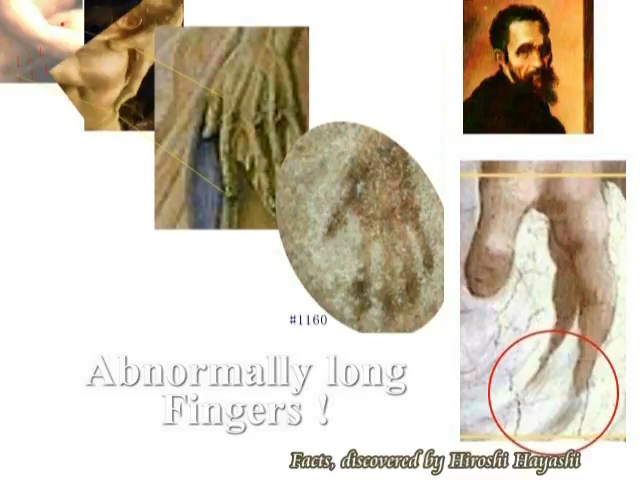 #1160
Abnormally long
Fingers !
Facts, discovered by Hiroshi Hayashi